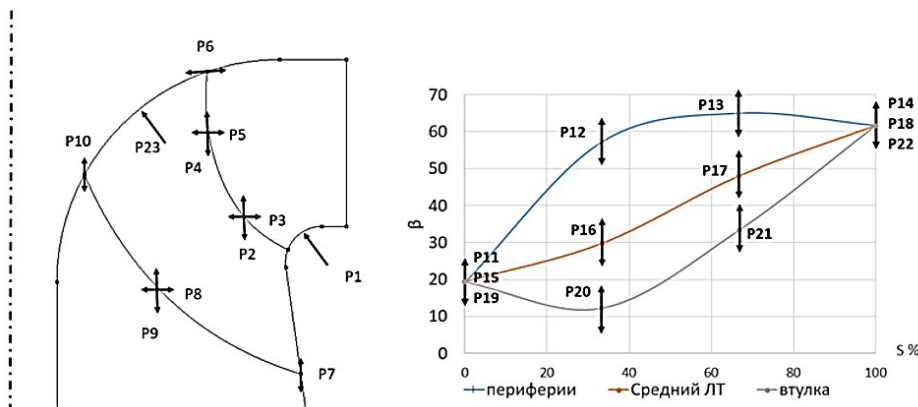 P6
P10
P5
P23
P4
P3
P2
P1
P8
P9
P7
70
60
50
40
30
20
10
0
β
P13
P14
P12
P18
P22
P17
P16
P11
P15
P21
P20
P19
S %
0 20 40 60 80 100
периферии Средний ЛТ втулка